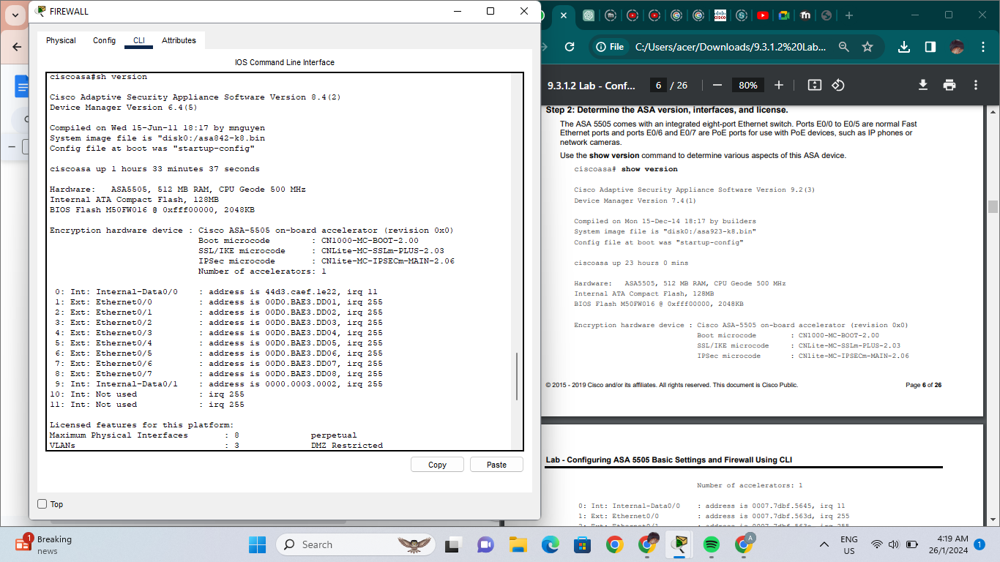 FIREWALL
Physical
Config
CLI
Attributes
IOS Command Line Interface
ciscoasa#sh version
Cisco Adaptive Security Appliance Software Version 8.4(2)
Device Manager Version 6.4(5)
Compiled on Wed 15-Jun-11 18:17 by mnguyen
System image file is "disk0:/asa842-k8.bin
Config file at boot was "startup-config"
ciscoasa up 1 hours 33 minutes 37 seconds
Hardware:   ASA5505, 512 MB RAM, CPU Geode 500 MHz
Internal ATA Compact Flash, 128MB
BIOS Flash M50FW016 @ 0xfff00000, 2048KB
Encryption hardware device : Cisco ASA-5505 on-board accelerator (revision 0x0)
Boot microcode        : CN1000-MC-BOOT-2.00
SSL/IKE microcode     : CNLite-MC-SSLm-PLUS-2.03
IPSec microcode       : CNlite-MC-IPSECm-MAIN-2.06
Number of accelerators: 1
0: Int: Internal-Data0/0    : address is 44d3.caef.1e22, irq 11
1: Ext: Ethernet0/0         : address is 00D0.BAE3.DD01, irq 255
2: Ext: Ethernet0/1         : address is 00D0.BAE3.DD02, irq 255
3: Ext: Ethernet0/2         : address is 00D0.BAE3.DD03, irq 255
4: Ext: Ethernet0/3         : address is 00D0.BAE3.DD04, irq 255
5: Ext: Ethernet0/4         : address is 00D0.BAE3.DD05, irq 255
6: Ext: Ethernet0/5         : address is 00D0.BAE3.DD06, irq 255
7: Ext: Ethernet0/6         : address is 00D0.BAE3.DD07, irq 255
8: Ext: Ethernet0/7         : address is 00D0.BAE3.DD08, irq 255
9: Int: Internal-Data0/1    : address is 0000.0003.0002, irq 255
10: Int: Not used            : irq 255
11: Int: Not used            : irq 255
Licensed features for this platform:
Maximum Physical Interfaces       : 8              perpetual
VLANs                             : 3              DMZ Restricted
Copy
Paste
Top
File
C:/Users/acer/Downloads/9.3.1.2%20Lab...
9.3.1.2 Lab - Conf...
6 / 26
80%
Step 2: Determine the ASA version, interfaces, and license.
The ASA 5505 comes with an integrated eight-port Ethernet switch. Ports E0/0 to E0/5 are normal Fast
Ethernet ports and ports E0/6 and E0/7 are PoE ports for use with PoE devices, such as IP phones or
network cameras.
Use the show version command to determine various aspects of this ASA device.
ciscoasa# show version
Cisco Adaptive Security Appliance Software Version 9.2(3)
Device Manager Version 7.4(1)
Compiled on Mon 15-Dec-14 18:17 by builders
System image file is "disk0:/asa923-k8.bin"
Config file at boot was "startup-config"
ciscoasa up 23 hours 0 mins
Hardware:   ASA5505, 512 MB RAM, CPU Geode 500 MHz
Internal ATA Compact Flash, 128MB
BIOS Flash M50FW016 @ 0xfff00000, 2048KB
Encryption hardware device : Cisco ASA-5505 on-board accelerator (revision 0x0)
Boot microcode        : CN1000-MC-BOOT-2.00
SSL/IKE microcode     : CNLite-MC-SSLm-PLUS-2.03
IPSec microcode       : CNlite-MC-IPSECm-MAIN-2.06
© 2015 - 2019 Cisco and/or its affiliates. All rights reserved. This document is Cisco Public.
Page 6 of 26
Lab - Configuring ASA 5505 Basic Settings and Firewall Using CLI
Number of accelerators: 1
0: Int: Internal-Data0/0    : address is 0007.7dbf.5645, irq 11
1: Ext: Ethernet0/0         : address is 0007.7dbf.563d, irq 255
1
Breaking
news
Search
A
ENG
US
4:19 AM
26/1/2024
1